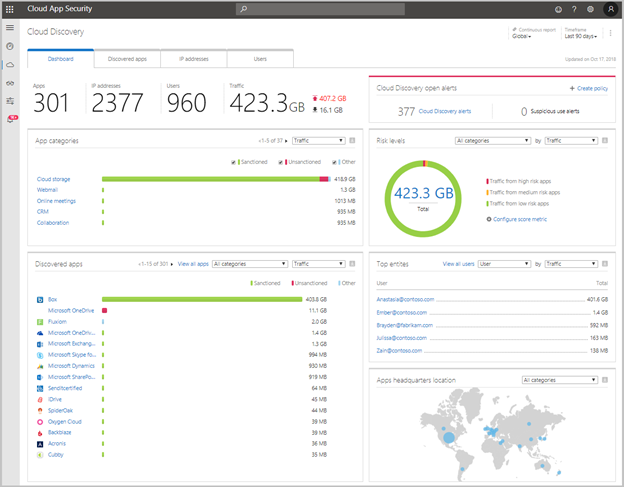 Cloud App Security
Cloud Discovery
Continuous report
Global
Timeframe
Last 90 days
Dashboard
Discovered apps
IP addresses
Users
Updated on Oct 17, 2018
Apps
301
IP addresses
2377
Users
960
Traffic
423.3GB
407.2 GB
16.1 GB
Cloud Discovery open alerts
+ Create policy
377 Cloud Discovery alerts
0 Suspicious use alerts
App categories
1-5 of 37
Traffic
Sanctioned
Unsanctioned
Other
Cloud storage 418.9 GB
Webmail 1.3 GB
Online meetings 1013 MB
CRM 935 MB
Collaboration 935 MB
Risk levels
All categories
by:
Traffic
423.3 GB
Total
Traffic from high risk apps
Traffic from medium risk apps
Traffic from low risk apps
Configure score metric
Discovered apps
1-15 of 301
View all apps
All categories
Traffic
Sanctioned
Unsanctioned
Other
Box 403.8 GB
Microsoft OneDrive 11.1 GB
Fluxiom 2.0 GB
Microsoft OneDriv... 1.4 GB
Microsoft Exchang... 1.3 GB
Microsoft Skype fo... 994 MB
Microsoft Dynamics 930 MB
Microsoft SharePo... 919 MB
Senditcertified 64 MB
iDrive 45 MB
SpiderOak 44 MB
Oxygen Cloud 39 MB
Backblaze 39 MB
Acronis 36 MB
Cubby 35 MB
Top entites
View all users
User
by:
Traffic
User
Total
Anastasia@contoso.com 401.6 GB
Ember@contoso.com 1.4 GB
Brayden@fabrikam.com 592 MB
Julissa@contoso.com 163 MB
Zain@contoso.com 138 MB
Apps headquarters location
All categories